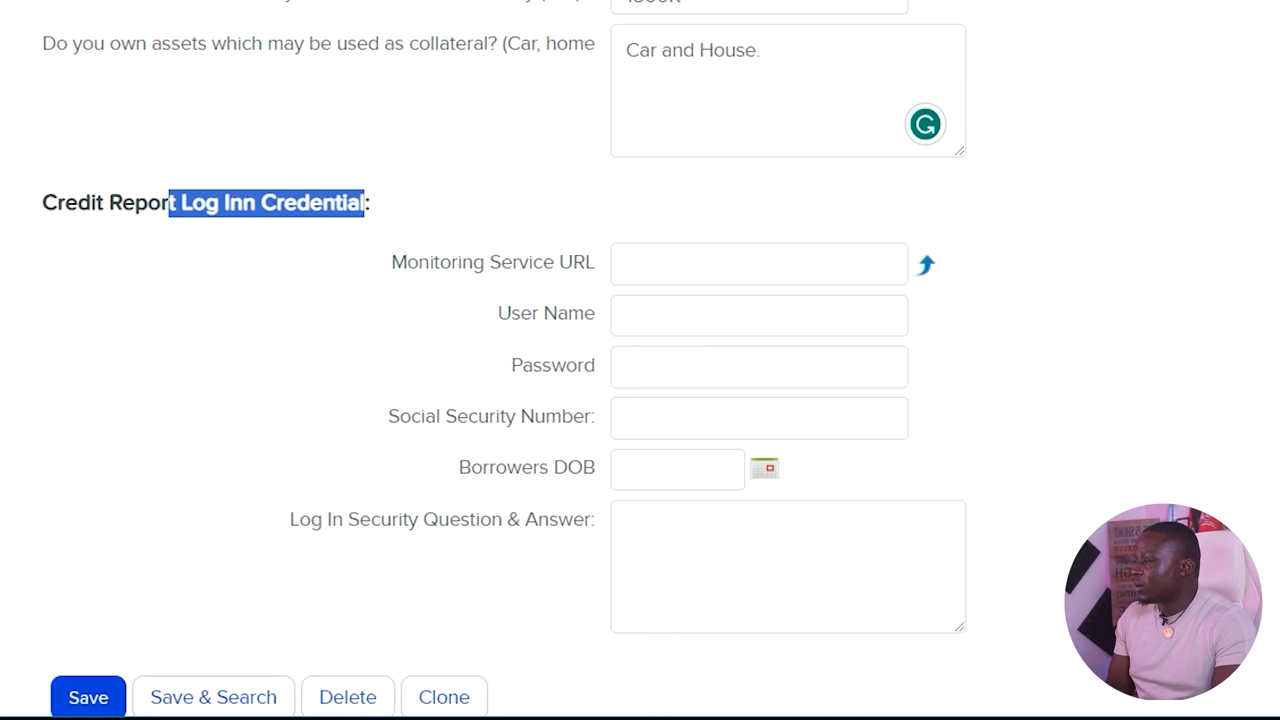 Do you own assets which may be used as collateral? (Car, home
Car and House.
Credit Report Log Inn Credential:
Monitoring Service URL
User Name
Password
Social Security Number:
Borrowers DOB
Log In Security Question & Answer:
Save
Save & Search
Delete
Clone